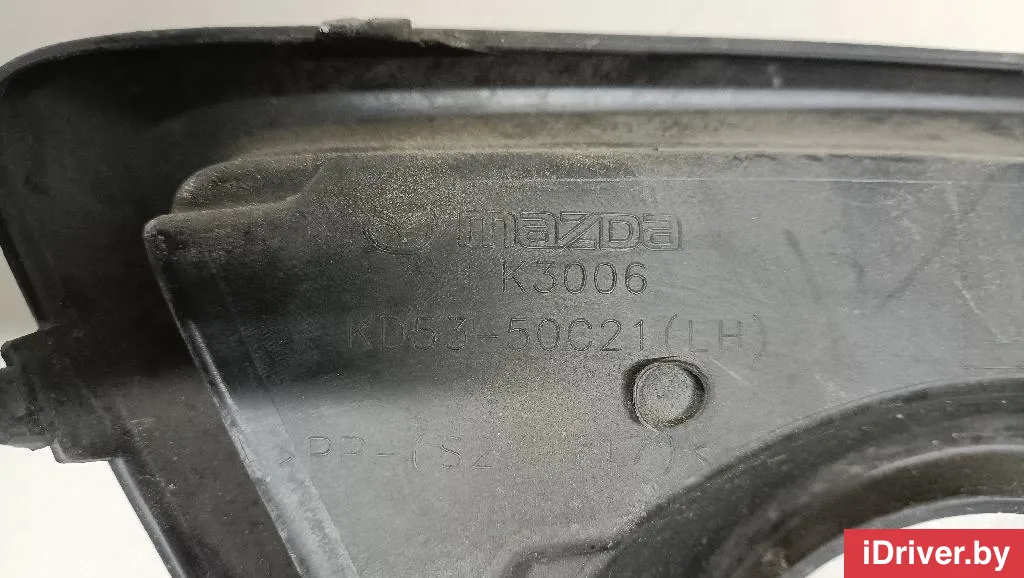 mazda
K3006
KD53-50C21(LH)
iDriver.by